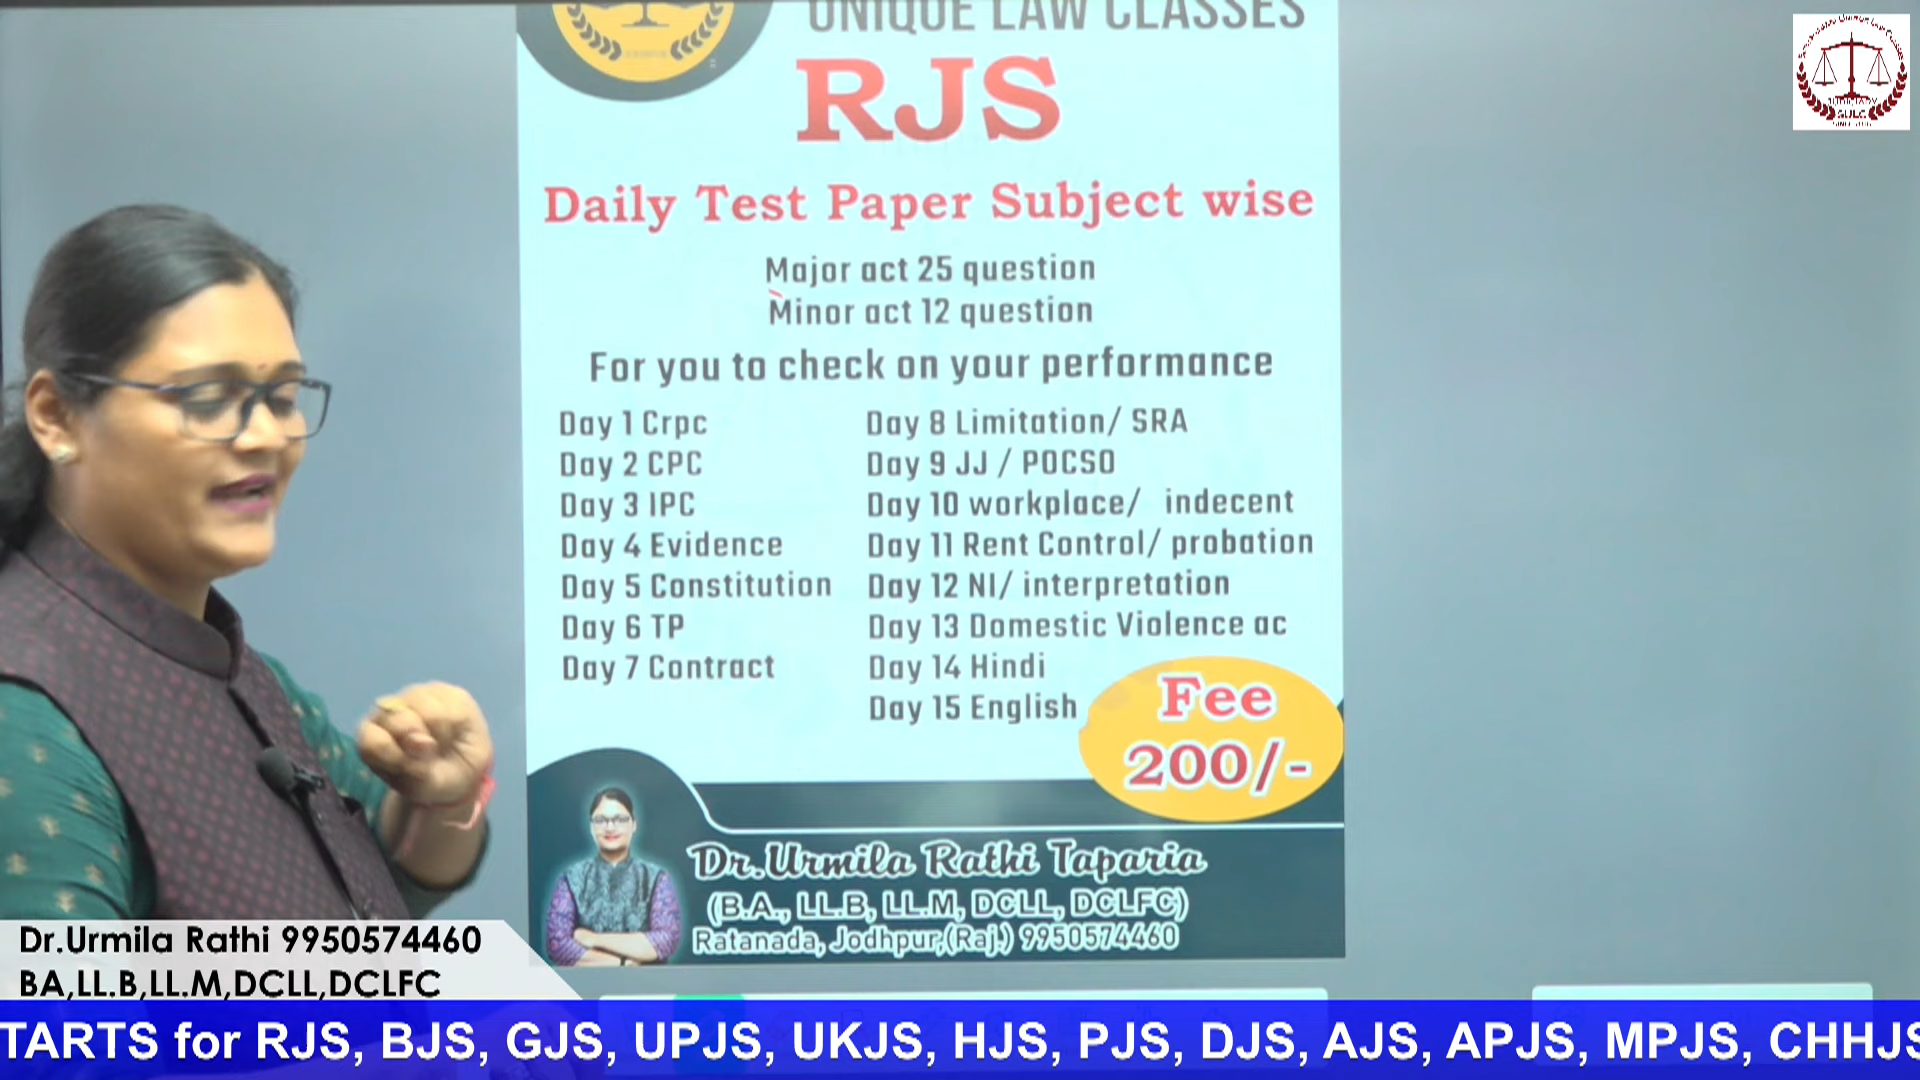 UNIQUE LAW CLASSES
RJS
Daily Test Paper Subject wise
Major act 25 question
Minor act 12 question
For you to check on your performance
Day 1 Crpc
Day 2 CPC
Day 3 IPC
Day 4 Evidence
Day 5 Constitution
Day 6 TP
Day 7 Contract
Day 8 Limitation/ SRA
Day 9 JJ / POCSO
Day 10 workplace/ indecent
Day 11 Rent Control/ probation
Day 12 NI/ interpretation
Day 13 Domestic Violence ac
Day 14 Hindi
Day 15 English
Fee
200/-
Dr.Urmila Rathi Taparia
(B.A., LL.B, LL.M, DCLL, DCLFC)
Ratanada, Jodhpur,(Raj.) 9950574460
Dr.Urmila Rathi 9950574460
BA,LL.B,LL.M,DCLL,DCLFC
TARTS for RJS, BJS, GJS, UPJS, UKJS, HJS, PJS, DJS, AJS, APJS, MPJS, CHHJS